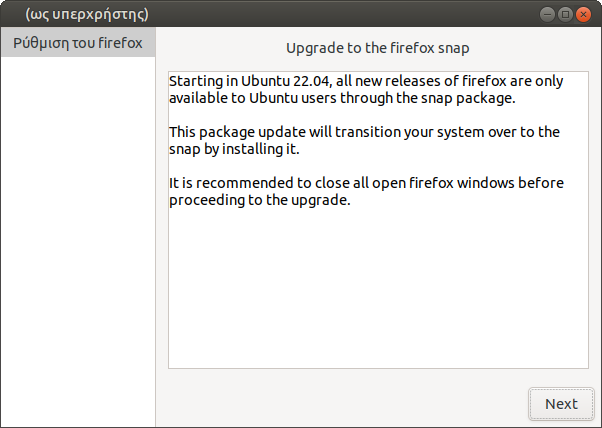 (ως υπερχρήστης)
Ρύθμιση του firefox
Upgrade to the firefox snap
Starting in Ubuntu 22.04, all new releases of firefox are only
available to Ubuntu users through the snap package.
This package update will transition your system over to the
snap by installing it.
It is recommended to close all open firefox windows before
proceeding to the upgrade.
Next